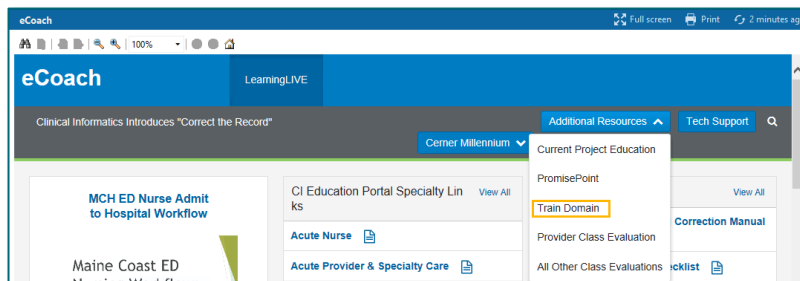 eCoach
Full screen
Print
2 minutes ag
100%
eCoach
LearningLIVE
Clinical Informatics Introduces "Correct the Record"
Additional Resources
Tech Support
Cerner Millennium
Current Project Education
PromisePoint
Train Domain
Provider Class Evaluation
All Other Class Evaluations
MCH ED Nurse Admit
to Hospital Workflow
Maine Coast ED
CI Education Portal Specialty Lin
ks
View All
Acute Nurse
Acute Provider & Specialty Care
View All
Correction Manual